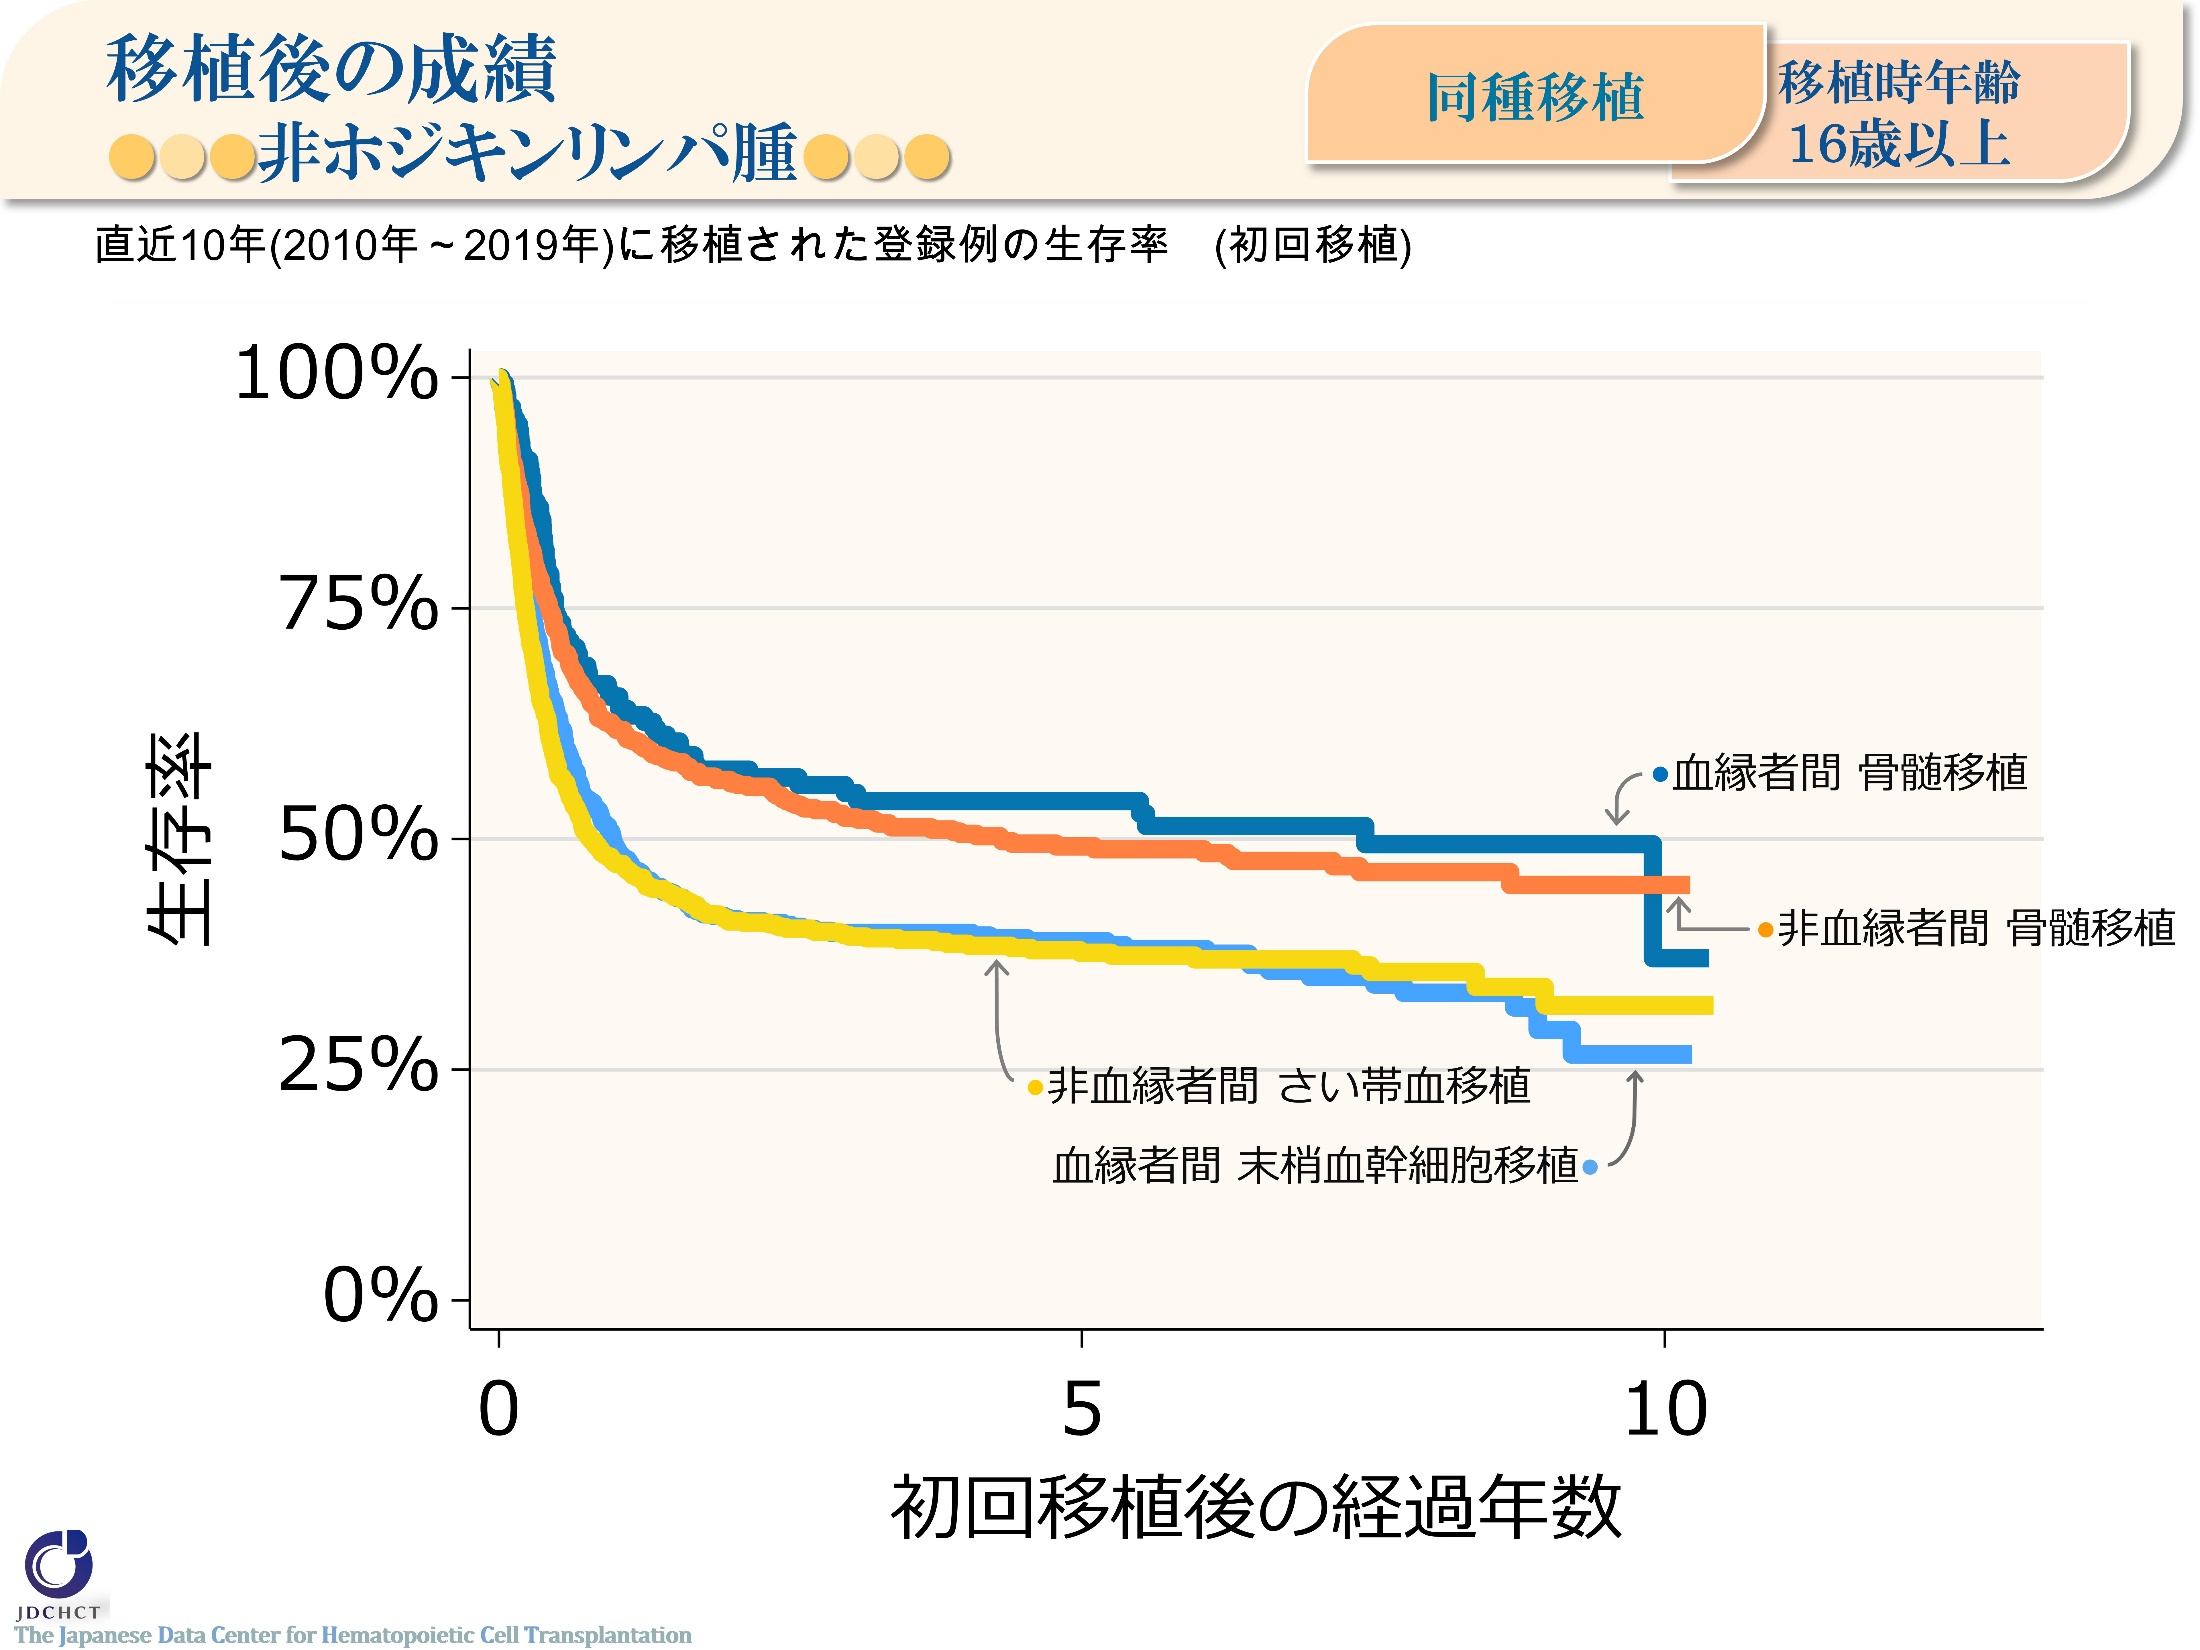 移植後の成績
非ホジキンリンパ腫
同種移植
移植時年齢
16歳以上
直近10年(2010年～2019年)に移植された登録例の生存率　(初回移植)
100%
75%
50%
25%
0%
生存率
血縁者間 骨髄移植
非血縁者間 骨髄移植
非血縁者間 さい帯血移植
血縁者間 末梢血幹細胞移植
0
5
10
初回移植後の経過年数
JDCHCT
The Japanese Data Center for Hematopoietic Cell Transplantation